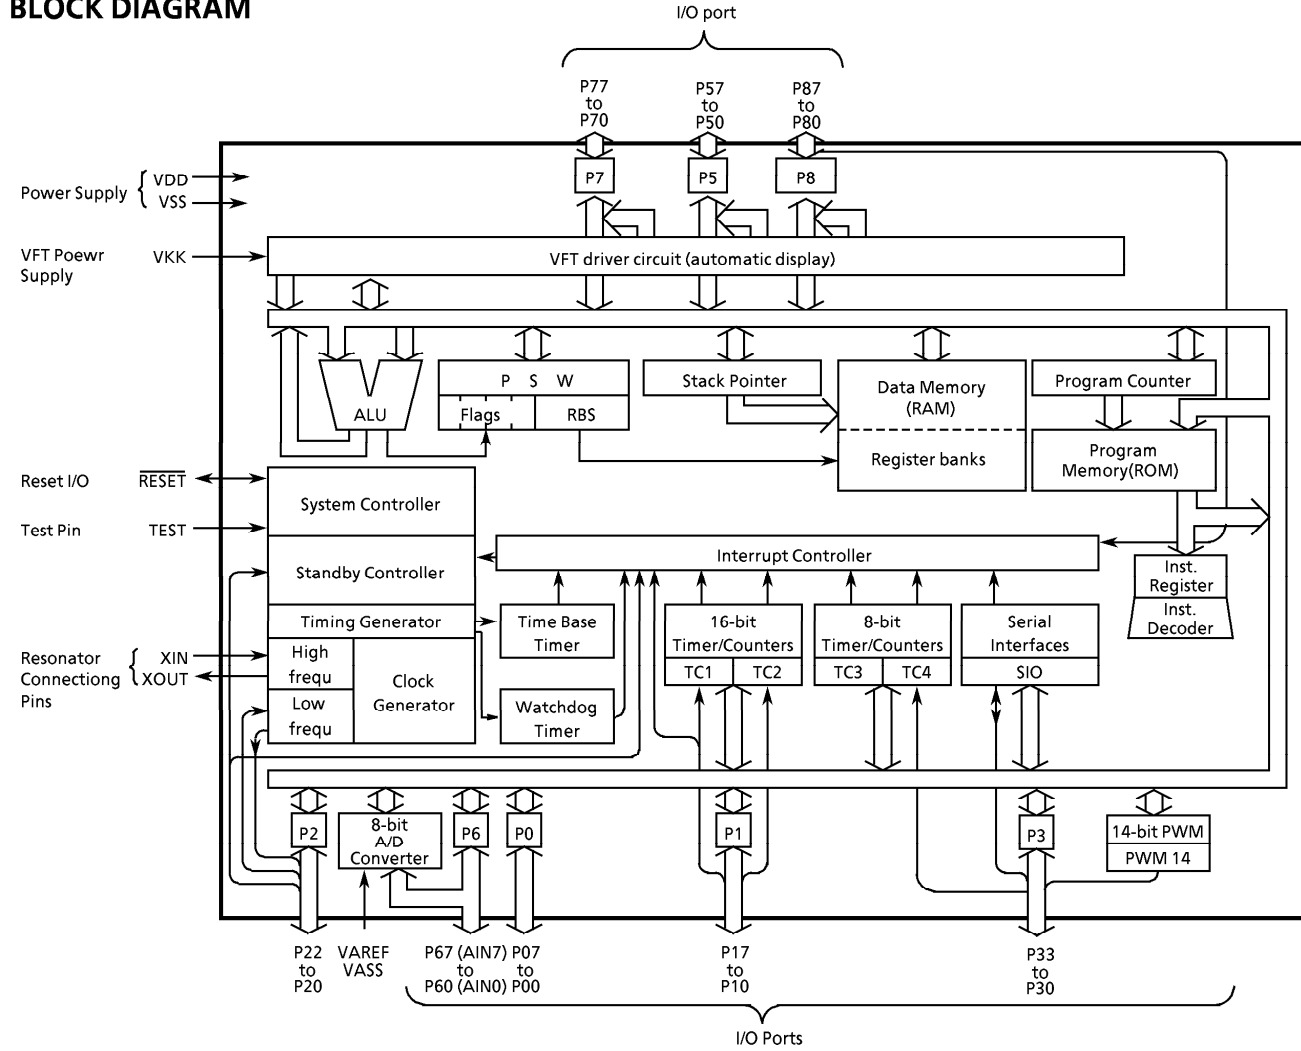 BLOCK DIAGRAM
I/O port
P77
to
P70
P57
to
P50
P87
to
P80
Power Supply
VDD
VSS
P7
P5
P8
VFT Poewr
Supply
VKK
VFT driver circuit (automatic display)
ALU
P S W
Flags
RBS
Stack Pointer
Data Memory
(RAM)
Register banks
Program Counter
Program
Memory(ROM)
Reset I/O
RESET
Test Pin
TEST
System Controller
Standby Controller
Interrupt Controller
Inst.
Register
Inst.
Decoder
Timing Generator
Time Base
Timer
16-bit
Timer/Counters
TC1
TC2
8-bit
Timer/Counters
TC3
TC4
Serial
Interfaces
SIO
Resonator
Connectiong
Pins
XIN
XOUT
High
frequ
Low
frequ
Clock
Generator
Watchdog
Timer
P2
8-bit
A/D
Converter
P6
P0
P1
P3
14-bit PWM
PWM 14
P22
to
P20
VAREF
VASS
P67 (AIN7)
to
P60 (AIN0)
P07
to
P00
P17
to
P10
P33
to
P30
I/O Ports